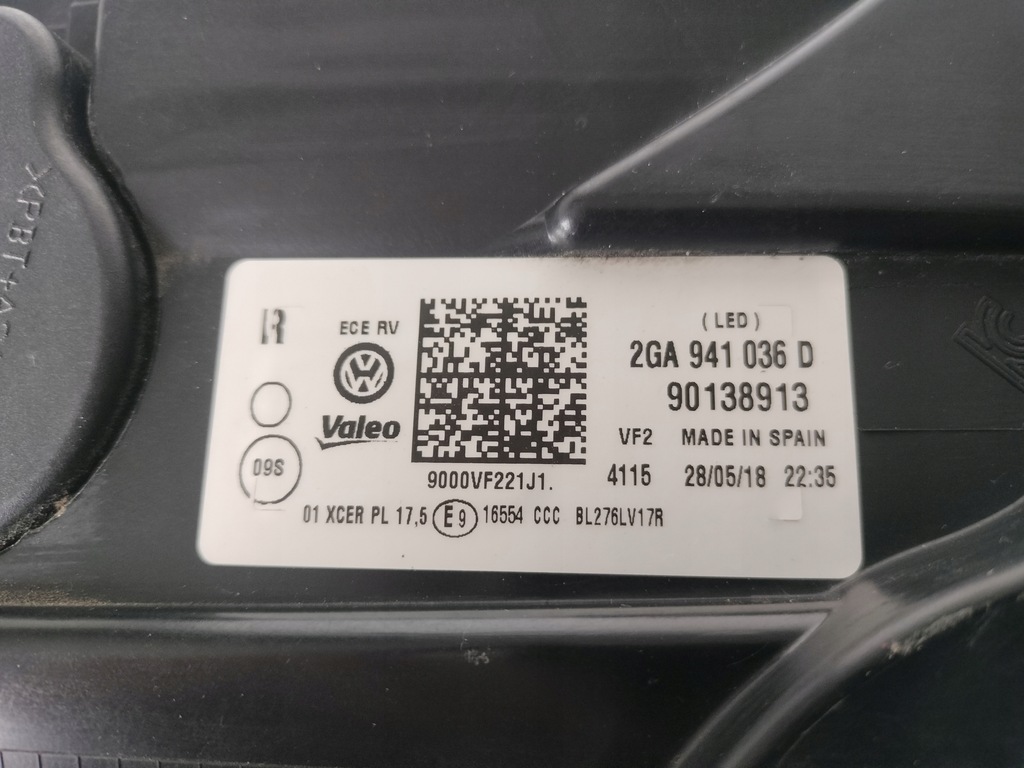 R
ECE RV
Valeo
09S
9000VF221J1.
(LED)
2GA 941 036 D
90138913
VF2 MADE IN SPAIN
4115 28/05/18 22:35
01 XCER PL 17,5 E9 16554 CCC BL276LV17R